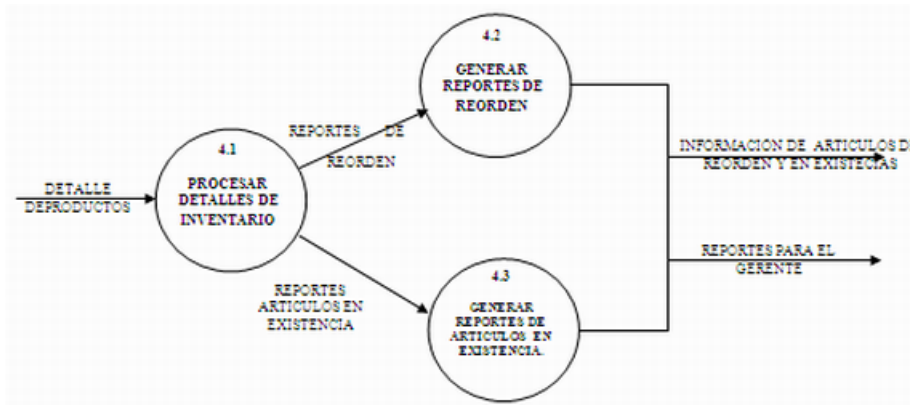 4.2
GENERAR
REPORTES DE
REORDEN
REPORTES DE
REORDEN
4.1
PROCESAR
DETALLES DE
INVENTARIO
DETALLE
DEPRODUCTOS
INFORMACIÓN DE ARTICULOS D
REORDEN Y EN EXISTECIAS
REPORTES PARA EL
GERENTE
REPORTES
ARTICULOS EN
EXISTENCIA
4.3
GENERAR
REPORTES DE
ARTICULOS EN
EXISTENCIA.